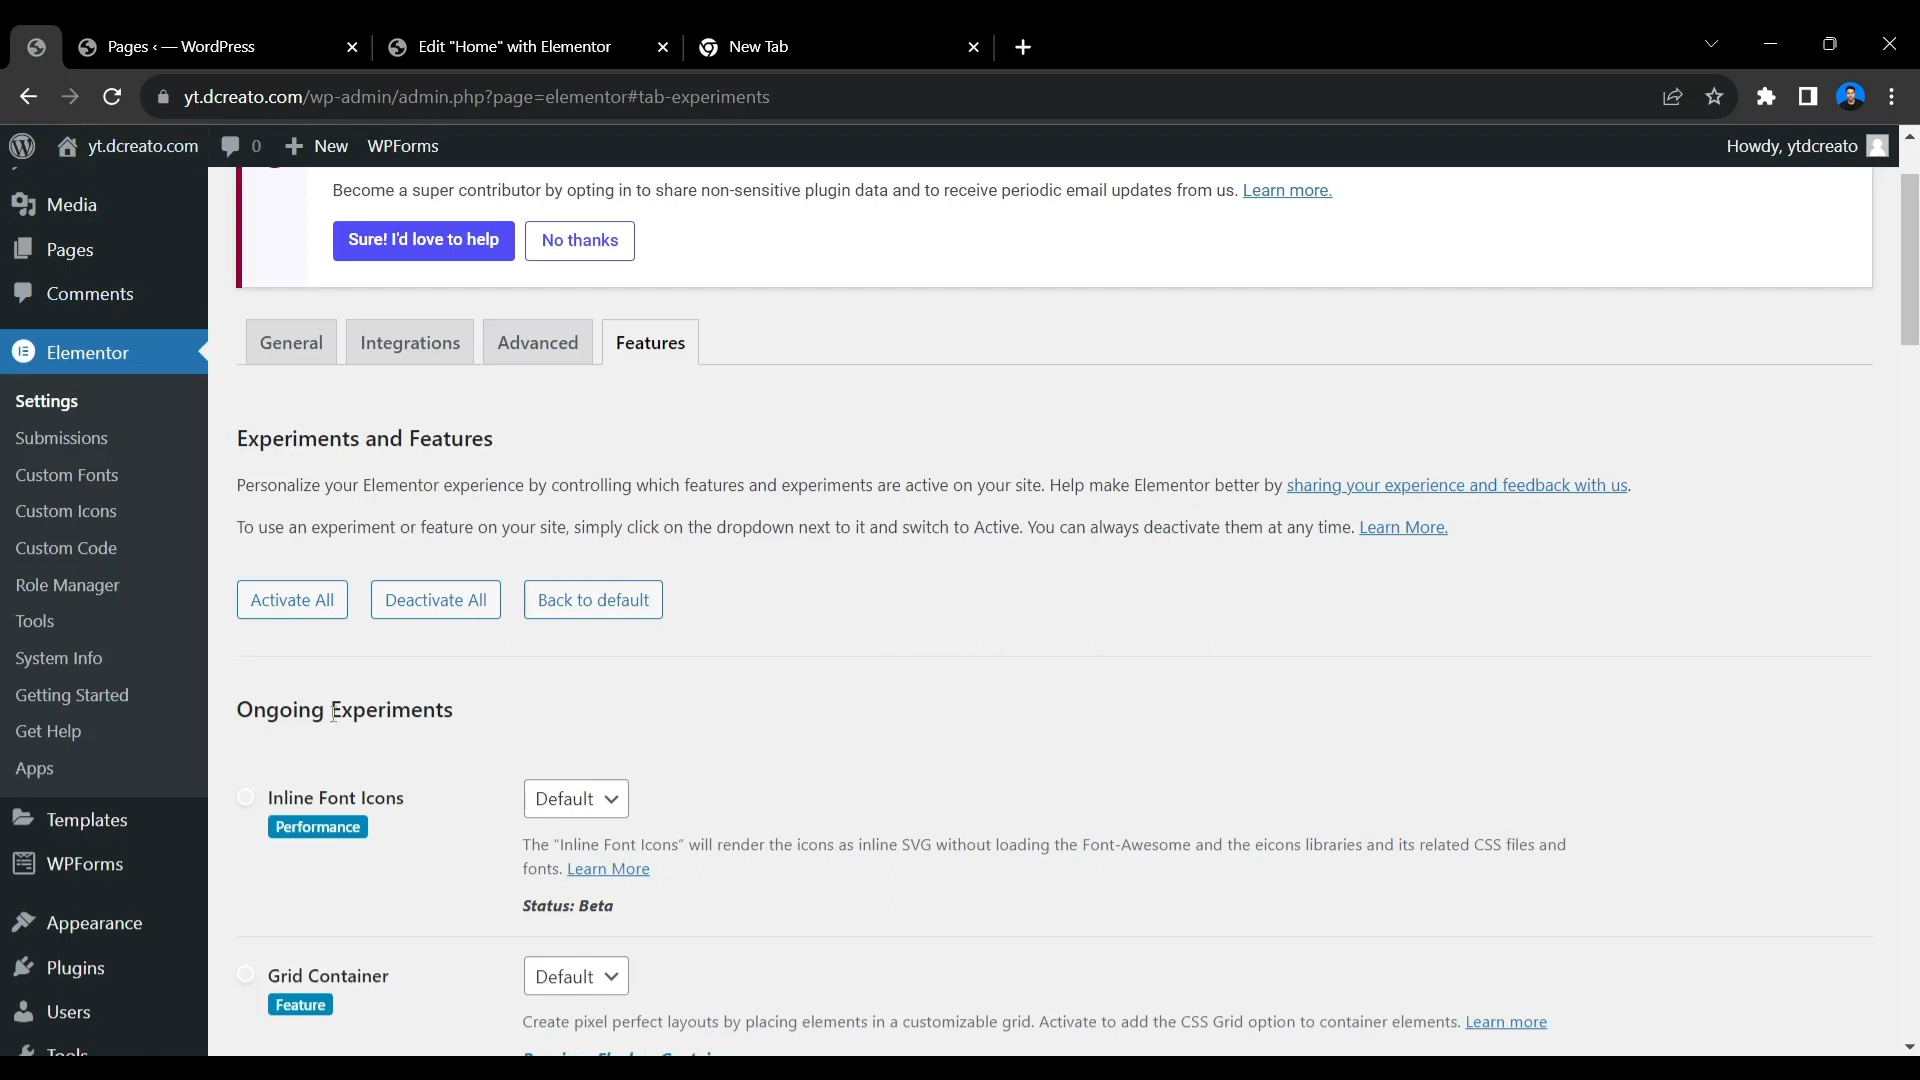 Pages ‹ — WordPress
Edit "Home" with Elementor
New Tab
yt.dcreato.com/wp-admin/admin.php?page=elementor#tab-experiments
yt.dcreato.com
0
New
WPForms
Howdy, ytdcreato
Media
Pages
Comments
Elementor
Settings
Submissions
Custom Fonts
Custom Icons
Custom Code
Role Manager
Tools
System Info
Getting Started
Get Help
Apps
Templates
WPForms
Appearance
Plugins
Users
Tools
Become a super contributor by opting in to share non-sensitive plugin data and to receive periodic email updates from us. Learn more.
Sure! I'd love to help
No thanks
General
Integrations
Advanced
Features
Experiments and Features
Personalize your Elementor experience by controlling which features and experiments are active on your site. Help make Elementor better by sharing your experience and feedback with us.
To use an experiment or feature on your site, simply click on the dropdown next to it and switch to Active. You can always deactivate them at any time. Learn More.
Activate All
Deactivate All
Back to default
Ongoing Experiments
Inline Font Icons
Performance
Default
The "Inline Font Icons" will render the icons as inline SVG without loading the Font-Awesome and the eicons libraries and its related CSS files and
fonts. Learn More
Status: Beta
Grid Container
Feature
Default
Create pixel perfect layouts by placing elements in a customizable grid. Activate to add the CSS Grid option to container elements. Learn more